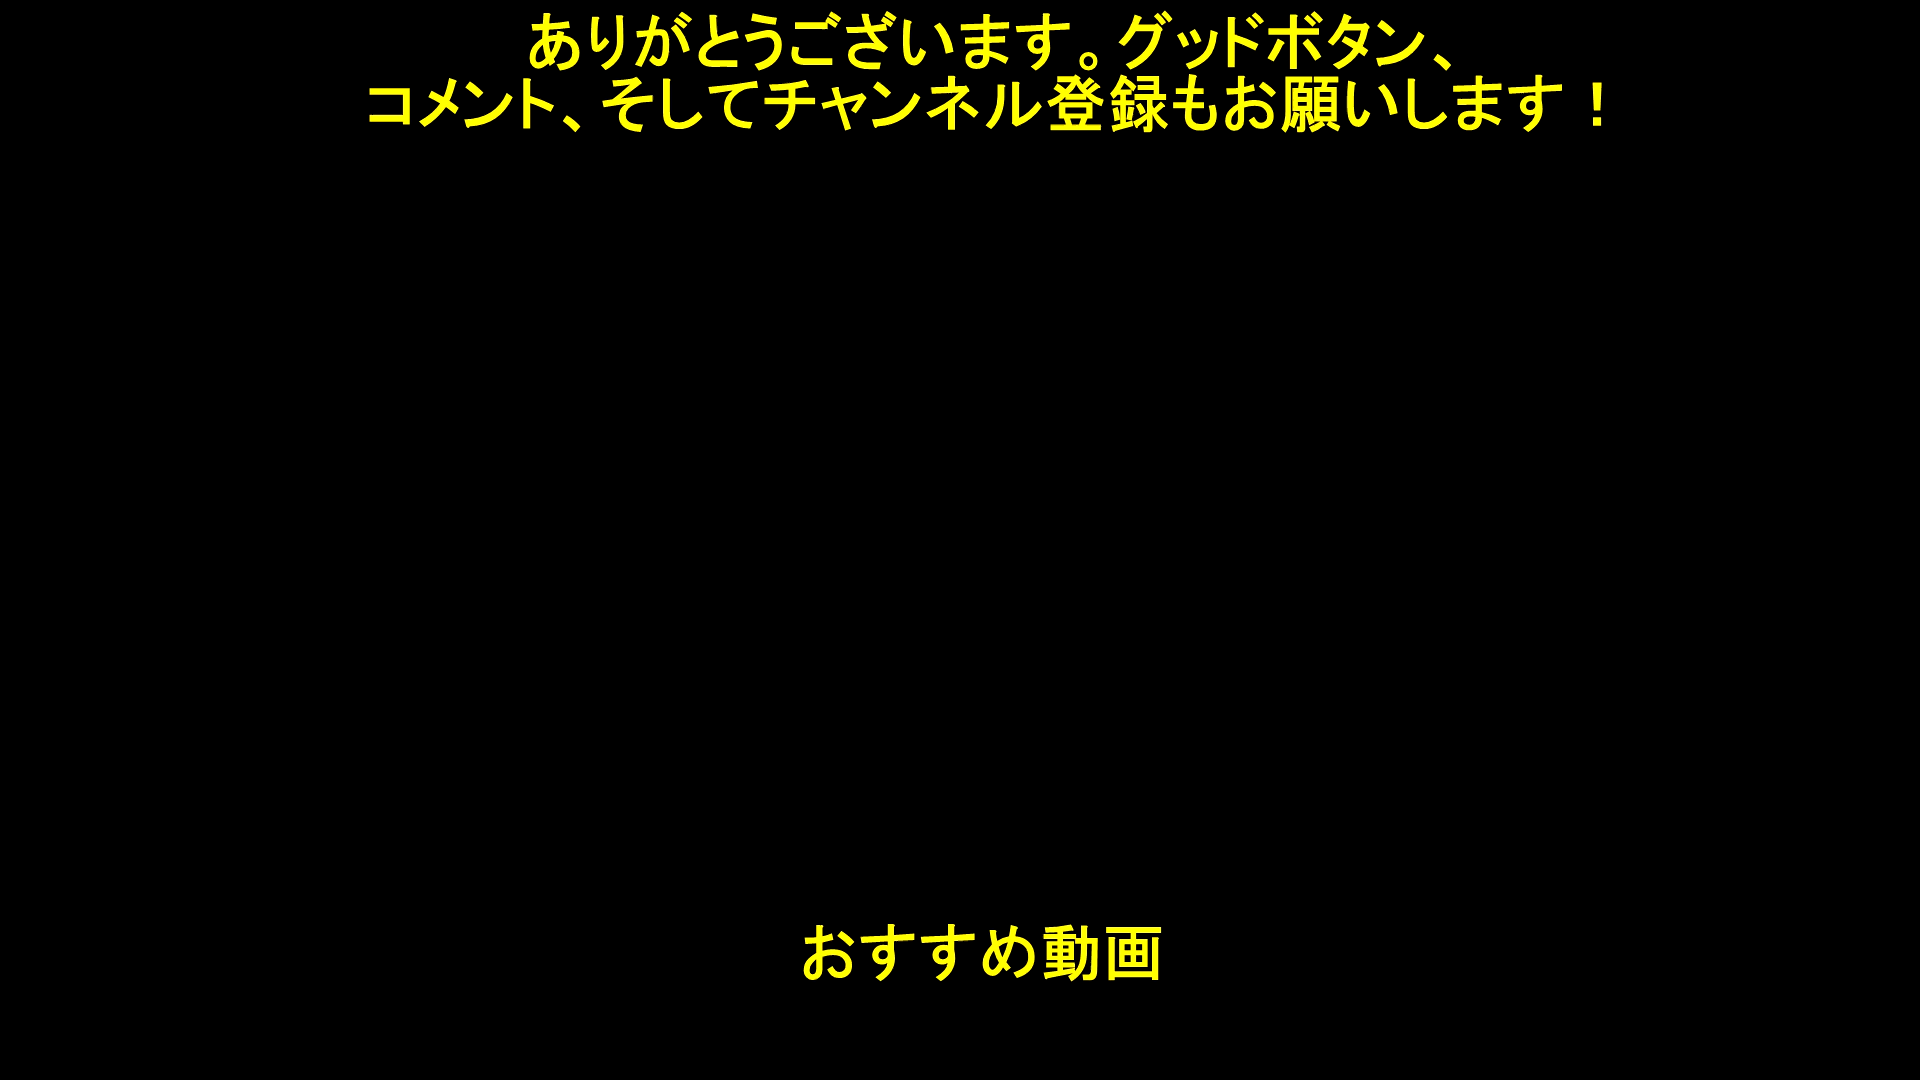 ありがとうございます。グッドボタン、
コメント、そしてチャンネル登録もお願いします！
おすすめ動画